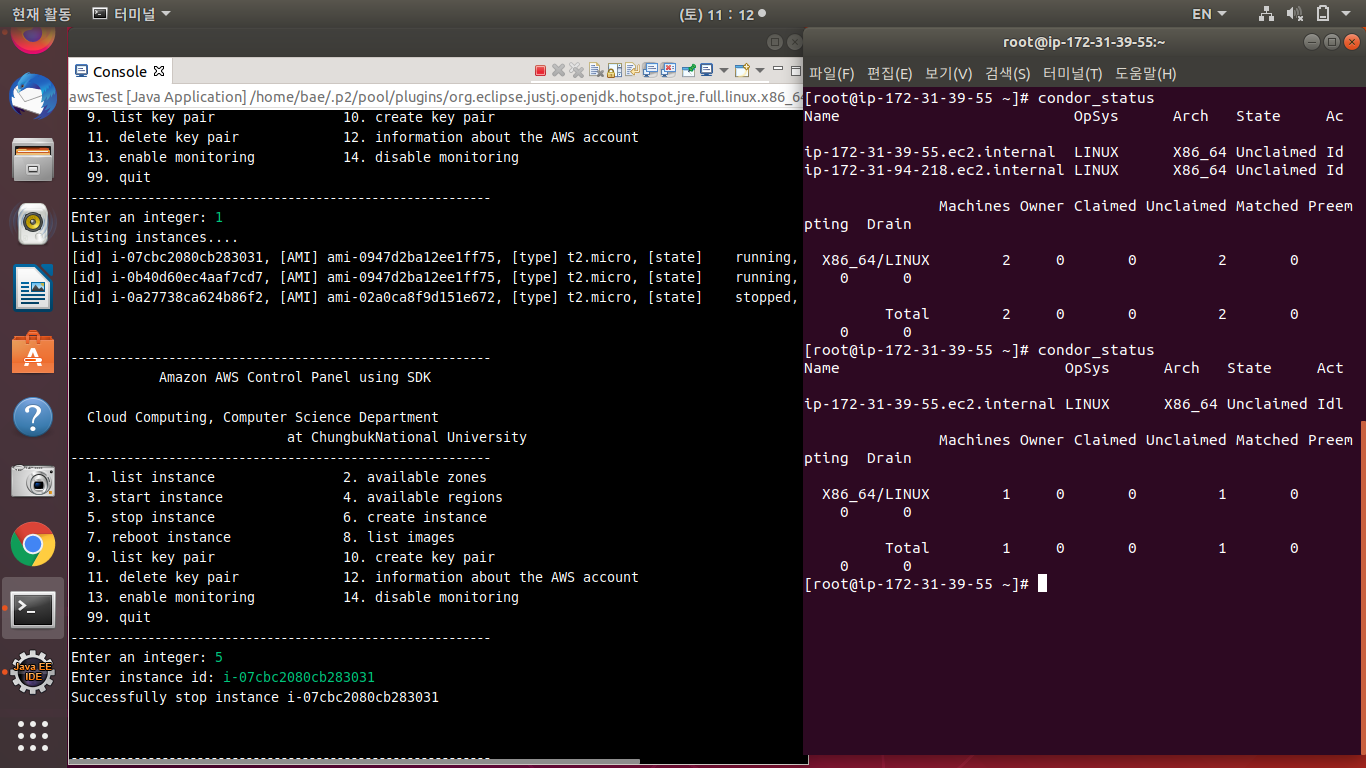 현재 활동
터미널
(토) 11 : 12
EN
Console
awsTest [Java Application] /home/bae/.p2/pool/plugins/org.eclipse.justj.openjdk.hotspot.jre.full.linux.x86_64
9. list key pair 10. create key pair
11. delete key pair 12. information about the AWS account
13. enable monitoring 14. disable monitoring
99. quit
------------------------------------------------------------
Enter an integer: 1
Listing instances....
[id] i-07cbc2080cb283031, [AMI] ami-0947d2ba12ee1ff75, [type] t2.micro, [state] running,
[id] i-0b40d60ec4aaf7cd7, [AMI] ami-0947d2ba12ee1ff75, [type] t2.micro, [state] running,
[id] i-0a27738ca624b86f2, [AMI] ami-02a0ca8f9d151e672, [type] t2.micro, [state] stopped,
------------------------------------------------------------
Amazon AWS Control Panel using SDK
Cloud Computing, Computer Science Department
at ChungbukNational University
------------------------------------------------------------
1. list instance 2. available zones
3. start instance 4. available regions
5. stop instance 6. create instance
7. reboot instance 8. list images
9. list key pair 10. create key pair
11. delete key pair 12. information about the AWS account
13. enable monitoring 14. disable monitoring
99. quit
------------------------------------------------------------
Enter an integer: 5
Enter instance id: i-07cbc2080cb283031
Successfully stop instance i-07cbc2080cb283031
------------------------------------------------------------
root@ip-172-31-39-55:~
파일(F) 편집(E) 보기(V) 검색(S) 터미널(T) 도움말(H)
[root@ip-172-31-39-55 ~]# condor_status
Name OpSys Arch State Ac
ip-172-31-39-55.ec2.internal LINUX X86_64 Unclaimed Id
ip-172-31-94-218.ec2.internal LINUX X86_64 Unclaimed Id
Machines Owner Claimed Unclaimed Matched Preem
pting Drain
X86_64/LINUX 2 0 0 2 0
0 0
Total 2 0 0 2 0
0 0
[root@ip-172-31-39-55 ~]# condor_status
Name OpSys Arch State Act
ip-172-31-39-55.ec2.internal LINUX X86_64 Unclaimed Idl
Machines Owner Claimed Unclaimed Matched Preem
pting Drain
X86_64/LINUX 1 0 0 1 0
0 0
Total 1 0 0 1 0
0 0
[root@ip-172-31-39-55 ~]#
Java EE
IDE